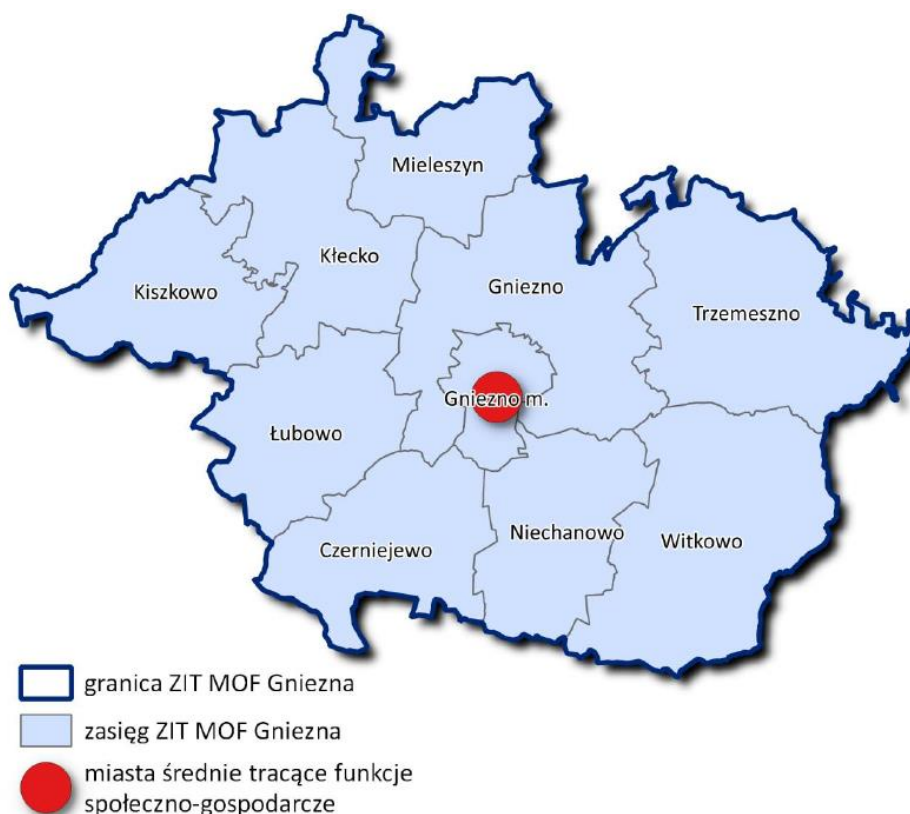 Mieleszyn
Kłecko
Kiszkowo
Gniezno
Trzemeszno
Gniezno m.
Łubowo
Niechanowo
Witkowo
Czerniejewo
granica ZIT MOF Gniezna
zasięg ZIT MOF Gniezna
miasta średnie tracące funkcje
społeczno-gospodarcze